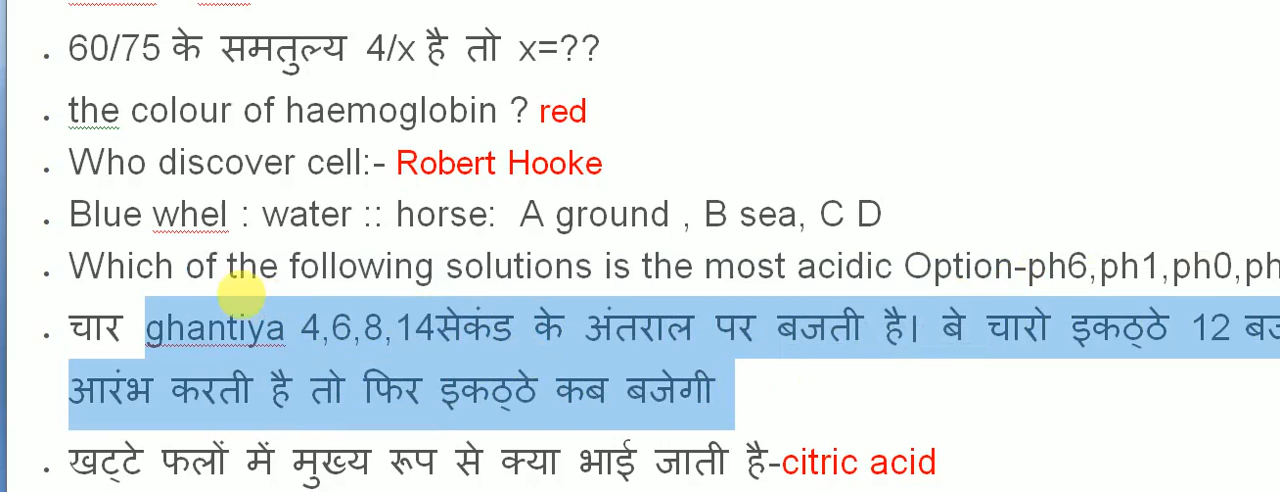 60/75 के समतुल्य 4/x है तो x=??
the colour of haemoglobin ? red
Who discover cell:- Robert Hooke
Blue whel : water :: horse: A ground , B sea, C D
Which of the following solutions is the most acidic Option-ph6,ph1,ph0,ph
चार ghantiya 4,6,8,14सेकंड के अंतराल पर बजती है। बे चारो इकठ्ठे 12
आरंभ करती है तो फिर इकठ्ठे कब बजेगी
खट्टे फलों में मुख्य रूप से क्या भाई जाती है-citric acid